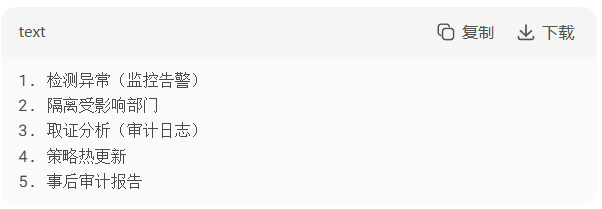 text
复制
下载
1. 检测异常（监控告警）
2. 隔离受影响部门
3. 取证分析（审计日志）
4. 策略热更新
5. 事后审计报告